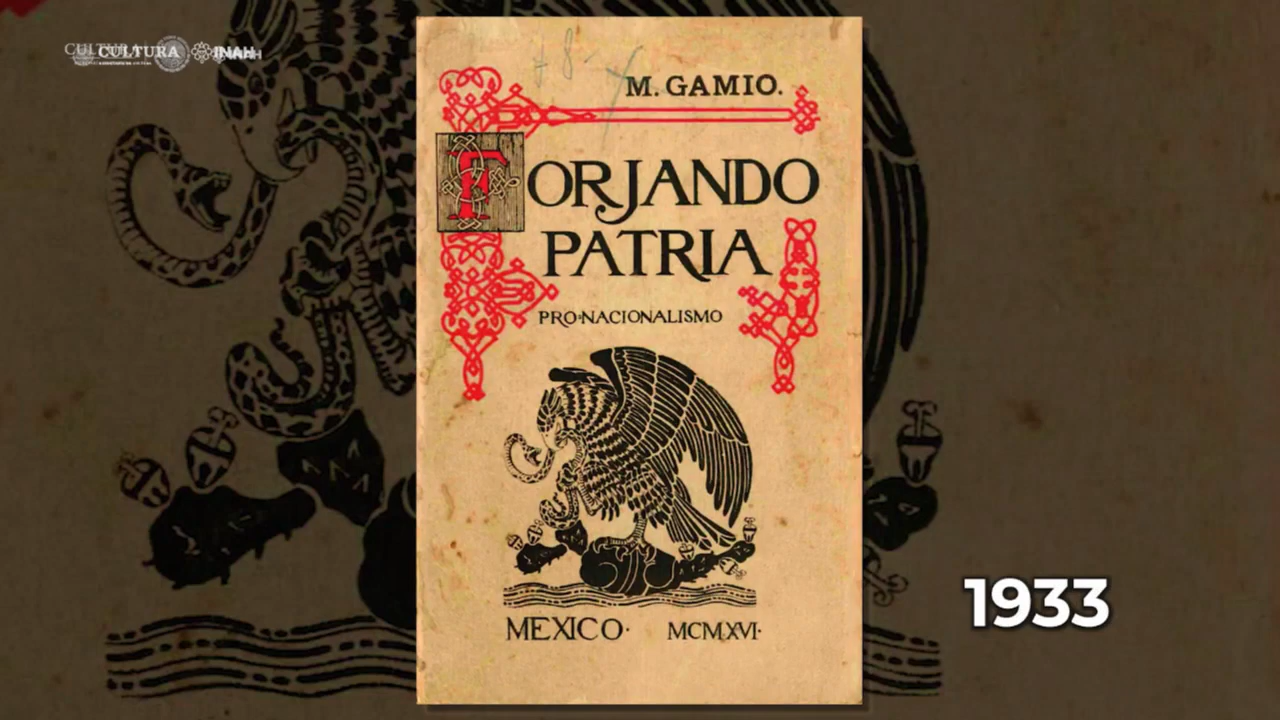 CULTURA
INAH
M. GAMIO.
FORJANDO
PATRIA
PRO-NACIONALISMO
MEXICO· MCMXVI·
1933